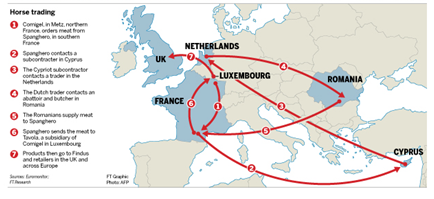 Horse trading
1 Comigel, in Metz, northern
France, orders meat from
Spanghero, in southern
France
2 Spanghero contacts a
subcontractor in Cyprus
3 The Cypriot subcontractor
contacts a trader in the
Netherlands
4 The Dutch trader contacts an
abattoir and butcher in
Romania
5 The Romanians supply meat
to Spanghero
6 Spanghero sends the meat to
Tavola, a subsidiary of
Comigel in Luxembourg
7 Products then go to Findus
and retailers in the UK and
across Europe
Sources: Euromonitor;
FT Research
FT Graphic
Photo: AFP
NETHERLANDS
UK
7
4
LUXEMBOURG
ROMANIA
FRANCE
6
1
3
5
2
CYPRUS